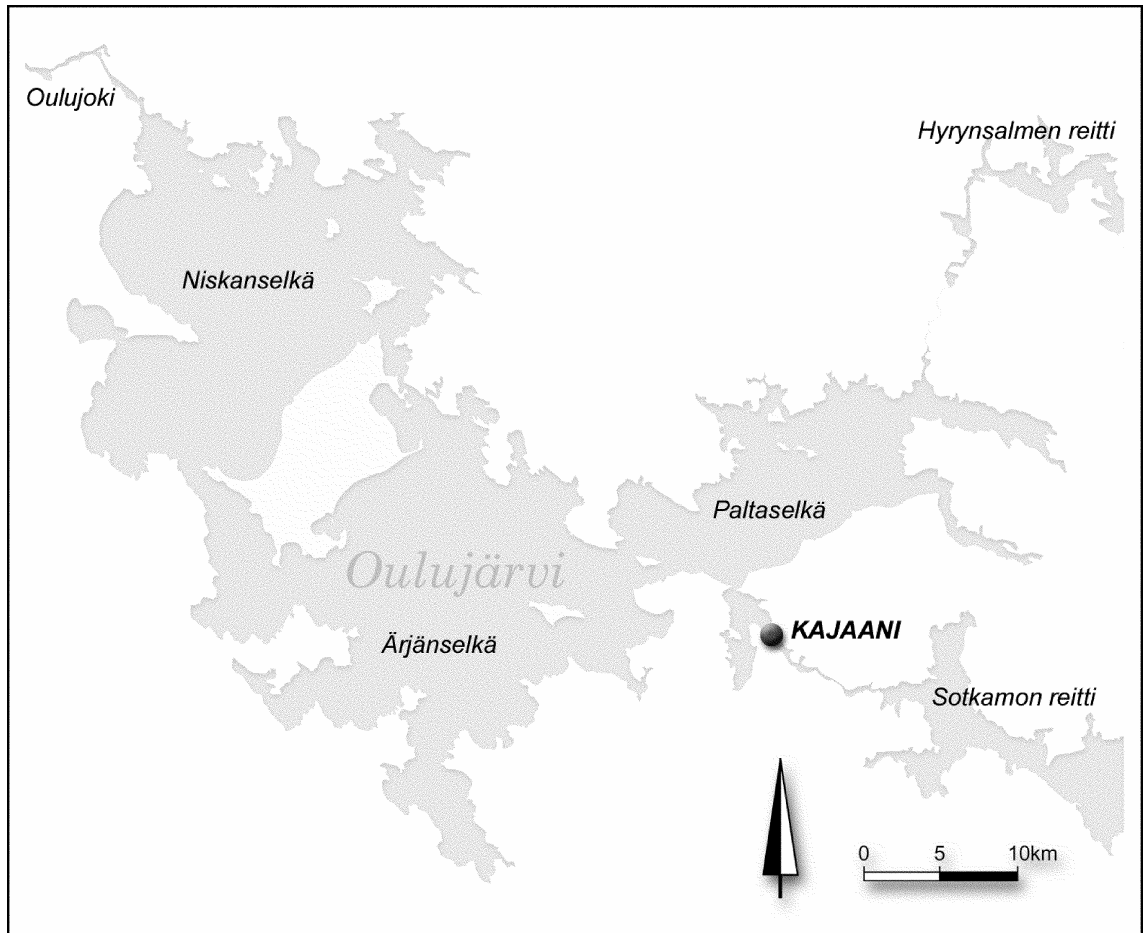 Oulujoki
Hyrynsalmen reitti
Niskanselkä
Paltaselkä
Oulujärvi
KAJAANI
Ärjänselkä
Sotkamon reitti
0 5 10km